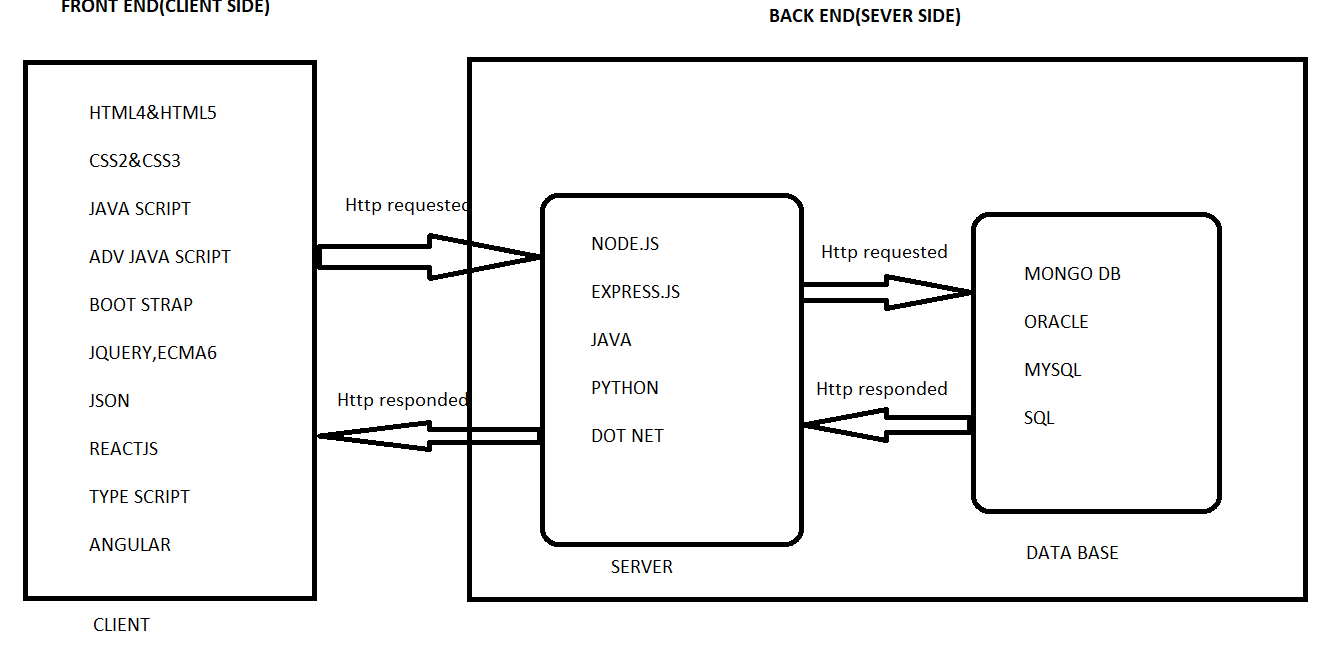 FRONT END(CLIENT SIDE)
BACK END(SEVER SIDE)
HTML4&HTML5
CSS2&CSS3
JAVA SCRIPT
ADV JAVA SCRIPT
BOOT STRAP
JQUERY,ECMA6
JSON
REACTJS
TYPE SCRIPT
ANGULAR
CLIENT
Http requested
Http responded
NODE.JS
EXPRESS.JS
JAVA
PYTHON
DOT NET
SERVER
Http requested
Http responded
MONGO DB
ORACLE
MYSQL
SQL
DATA BASE